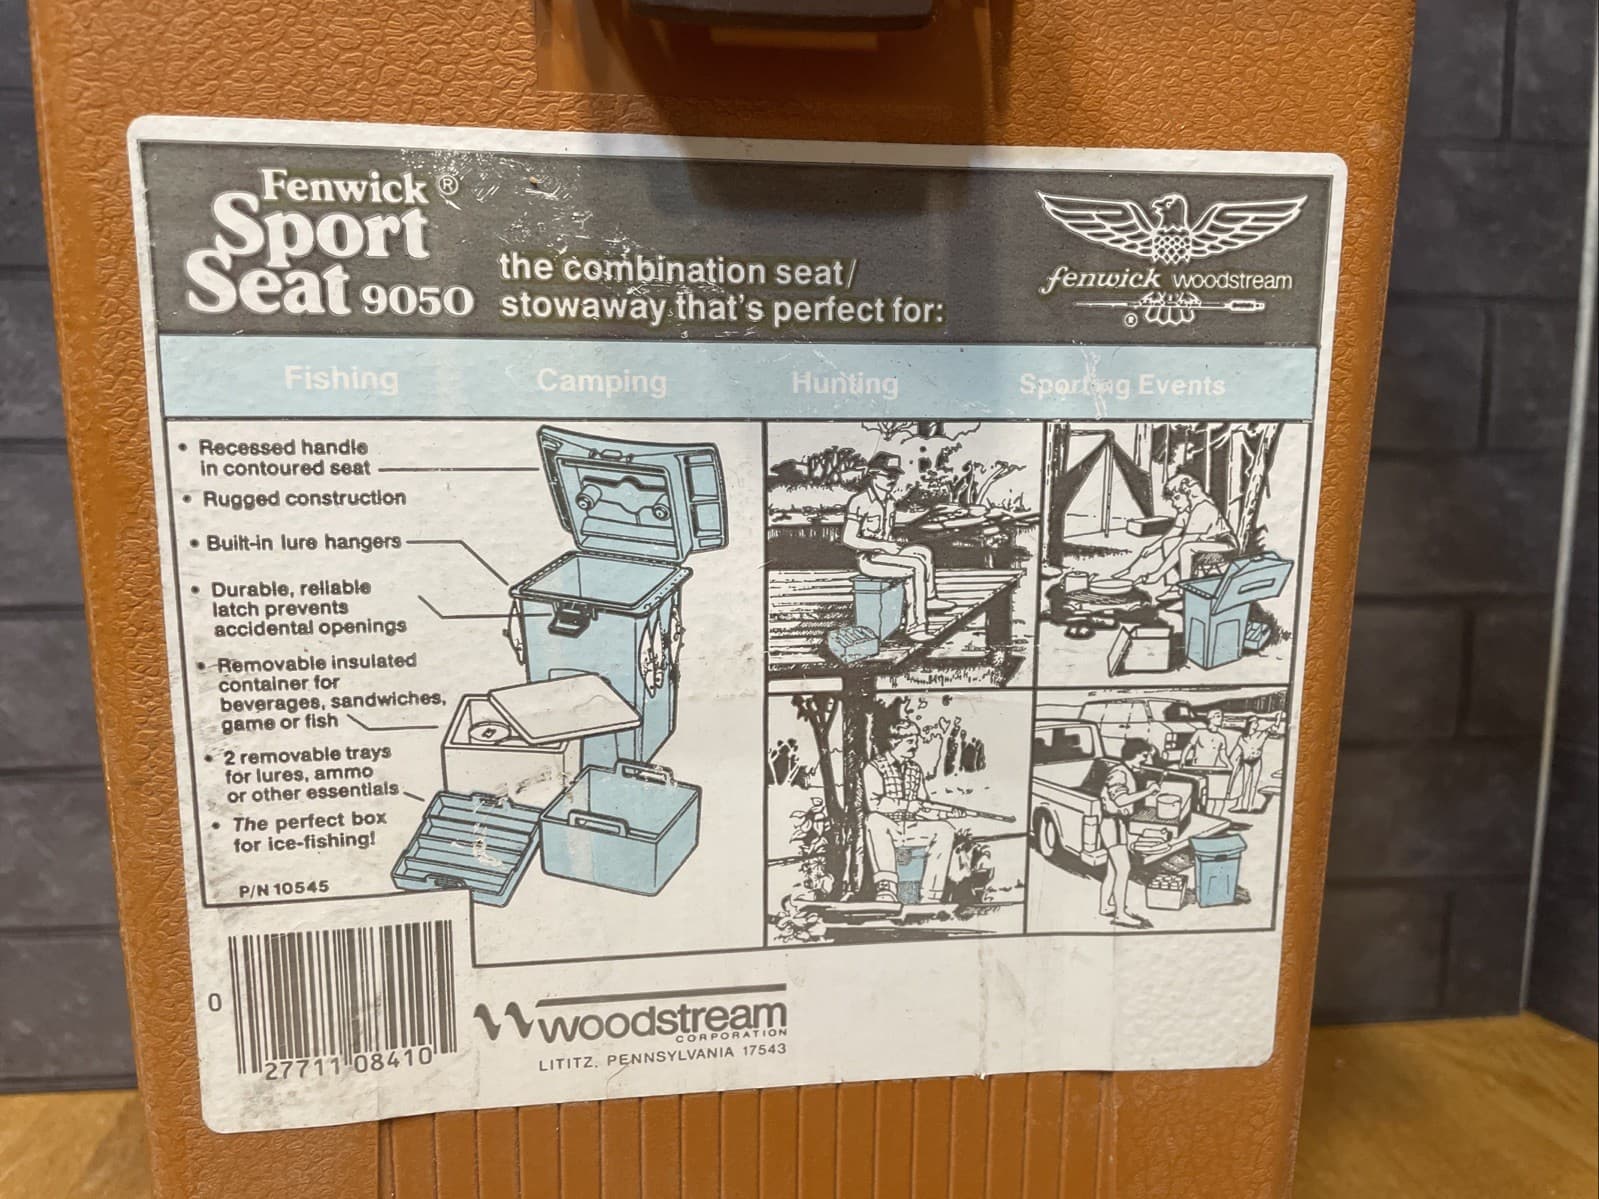 Fenwick®
Sport
Seat 9050
the combination seat/
stowaway that's perfect for:
fenwick woodstream
®
Fishing Camping Hunting Sporting Events
• Recessed handle
in contoured seat
• Rugged construction
• Built-in lure hangers
• Durable, reliable
latch prevents
accidental openings
• Removable insulated
container for
beverages, sandwiches,
game or fish
• 2 removable trays
for lures, ammo
or other essentials
• The perfect box
for ice-fishing!
P/N 10545
0 27711 08410
woodstream
CORPORATION
LITITZ, PENNSYLVANIA 17543